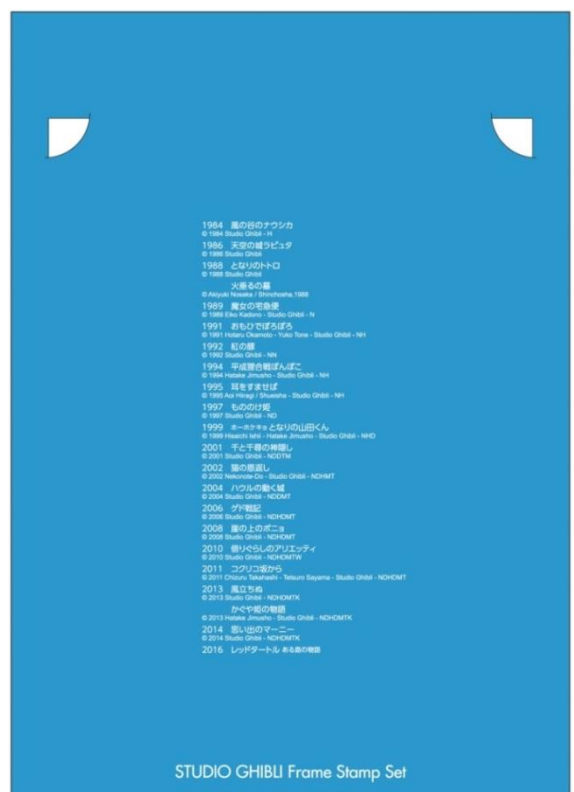 1984 風の谷のナウシカ
© 1984 Studio Ghibli - H
1986 天空の城ラピュタ
© 1986 Studio Ghibli
1988 となりのトトロ
© 1988 Studio Ghibli
火垂るの墓
© Akiyuki Nosaka / Shinchosha, 1988
1989 魔女の宅急便
© 1989 Eiko Kadono - Studio Ghibli - N
1991 おもひでぽろぽろ
© 1991 Hotaru Okamoto - Yuko Tone - Studio Ghibli - NH
1992 紅の豚
© 1992 Studio Ghibli - NN
1994 平成狸合戦ぽんぽこ
© 1994 Hatake Jimusho - Studio Ghibli - NH
1995 耳をすませば
© 1995 Aoi Hiiragi / Shueisha - Studio Ghibli - NH
1997 もののけ姫
© 1997 Studio Ghibli - ND
1999 ホーホケキョ となりの山田くん
© 1999 Hisaichi Ishii - Hatake Jimusho - Studio Ghibli - NHD
2001 千と千尋の神隠し
© 2001 Studio Ghibli - NDDTM
2002 猫の恩返し
© 2002 Nekonote-Do - Studio Ghibli - NDHMT
2004 ハウルの動く城
© 2004 Studio Ghibli - NDDMT
2006 ゲド戦記
© 2006 Studio Ghibli - NDHDMT
2008 崖の上のポニョ
© 2008 Studio Ghibli - NDHDMT
2010 借りぐらしのアリエッティ
© 2010 Studio Ghibli - NDHDMTW
2011 コクリコ坂から
© 2011 Chizuru Takahashi - Tetsuro Sayama - Studio Ghibli - NDHDMT
2013 風立ちぬ
© 2013 Studio Ghibli - NDHDMTK
かぐや姫の物語
© 2013 Hatake Jimusho - Studio Ghibli - NDHDMTK
2014 思い出のマーニー
© 2014 Studio Ghibli - NDHDMTK
2016 レッドタートル ある島の物語
STUDIO GHIBLI Frame Stamp Set